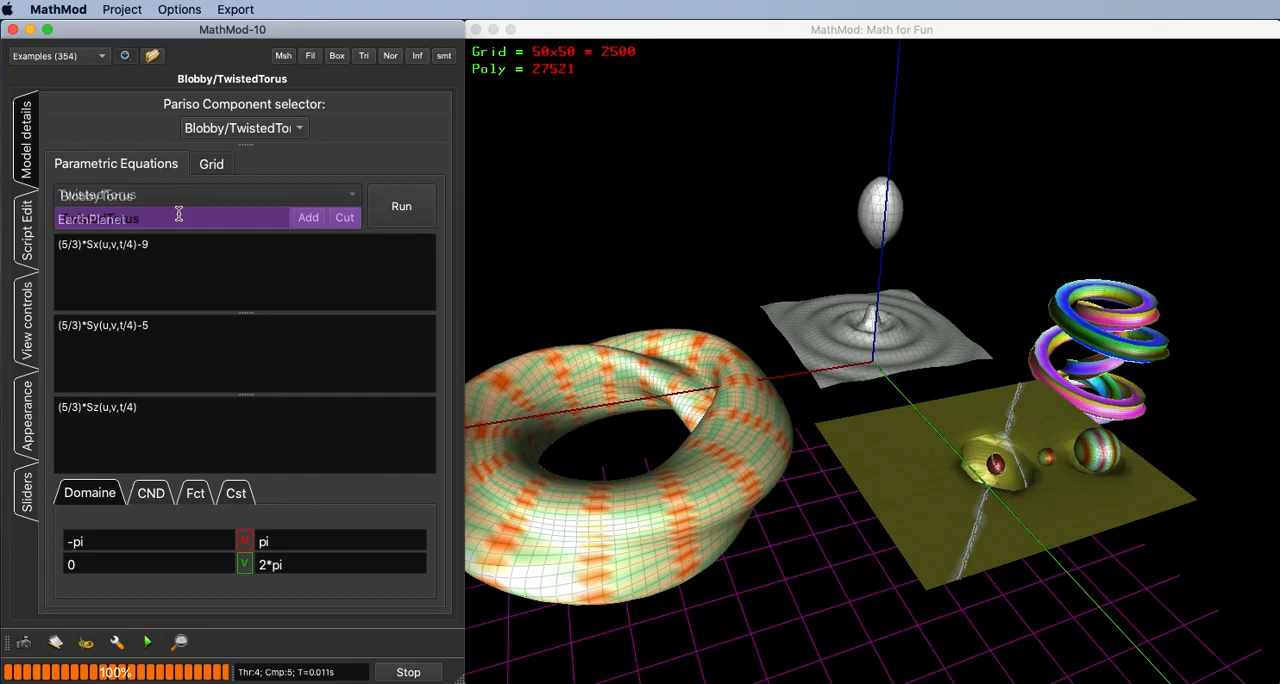 MathMod Project Options Export
MathMod-10
MathMod: Math for Fun
Examples (354)
Msh Fil Box Tri Nor Inf smt
Blobby/TwistedTorus
Pariso Component selector:
Blobby/TwistedTor
Parametric Equations Grid
EarthPlanet
Add Cut
Run
(5/3)*Sx(u,v,t/4)-9
(5/3)*Sy(u,v,t/4)-5
(5/3)*Sz(u,v,t/4)
Domaine CND Fct Cst
-pi U pi
0 V 2*pi
Model details
Script Edit
View controls
Appearance
Sliders
100% Thr:4; Cmp:5; T=0.011s Stop
Grid = 50x50 = 2500
Poly = 27521